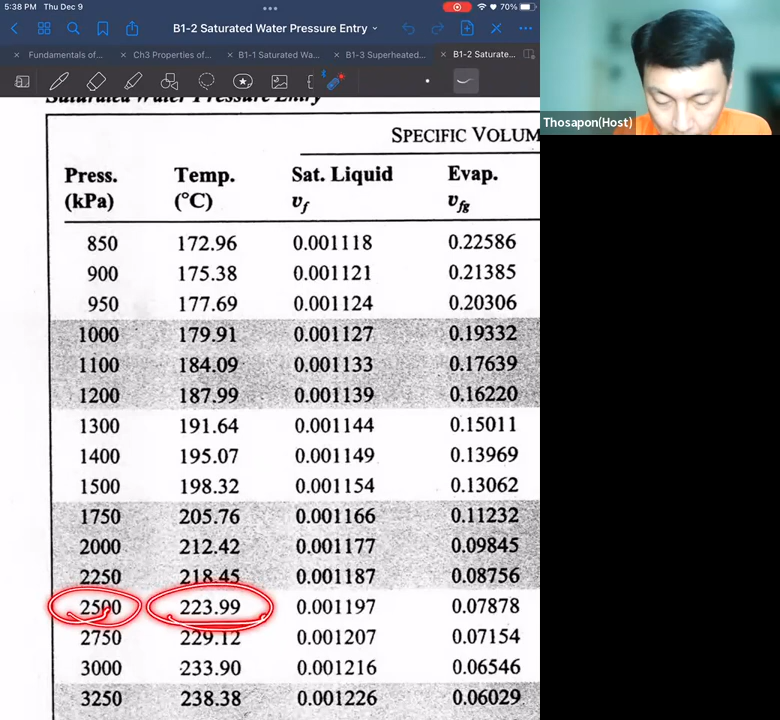 5:38 PM Thu Dec 9
70%
B1-2 Saturated Water Pressure Entry
Fundamentals of...
Ch3 Properties of...
B1-1 Saturated Wa...
B1-3 Superheated...
B1-2 Saturate...
Thosapon(Host)
Saturated Water Pressure Entry
SPECIFIC VOLUM
Press. Temp. Sat. Liquid Evap.
(kPa) (°C) vf vfg
850 172.96 0.001118 0.22586
900 175.38 0.001121 0.21385
950 177.69 0.001124 0.20306
1000 179.91 0.001127 0.19332
1100 184.09 0.001133 0.17639
1200 187.99 0.001139 0.16220
1300 191.64 0.001144 0.15011
1400 195.07 0.001149 0.13969
1500 198.32 0.001154 0.13062
1750 205.76 0.001166 0.11232
2000 212.42 0.001177 0.09845
2250 218.45 0.001187 0.08756
2500 223.99 0.001197 0.07878
2750 229.12 0.001207 0.07154
3000 233.90 0.001216 0.06546
3250 238.38 0.001226 0.06029